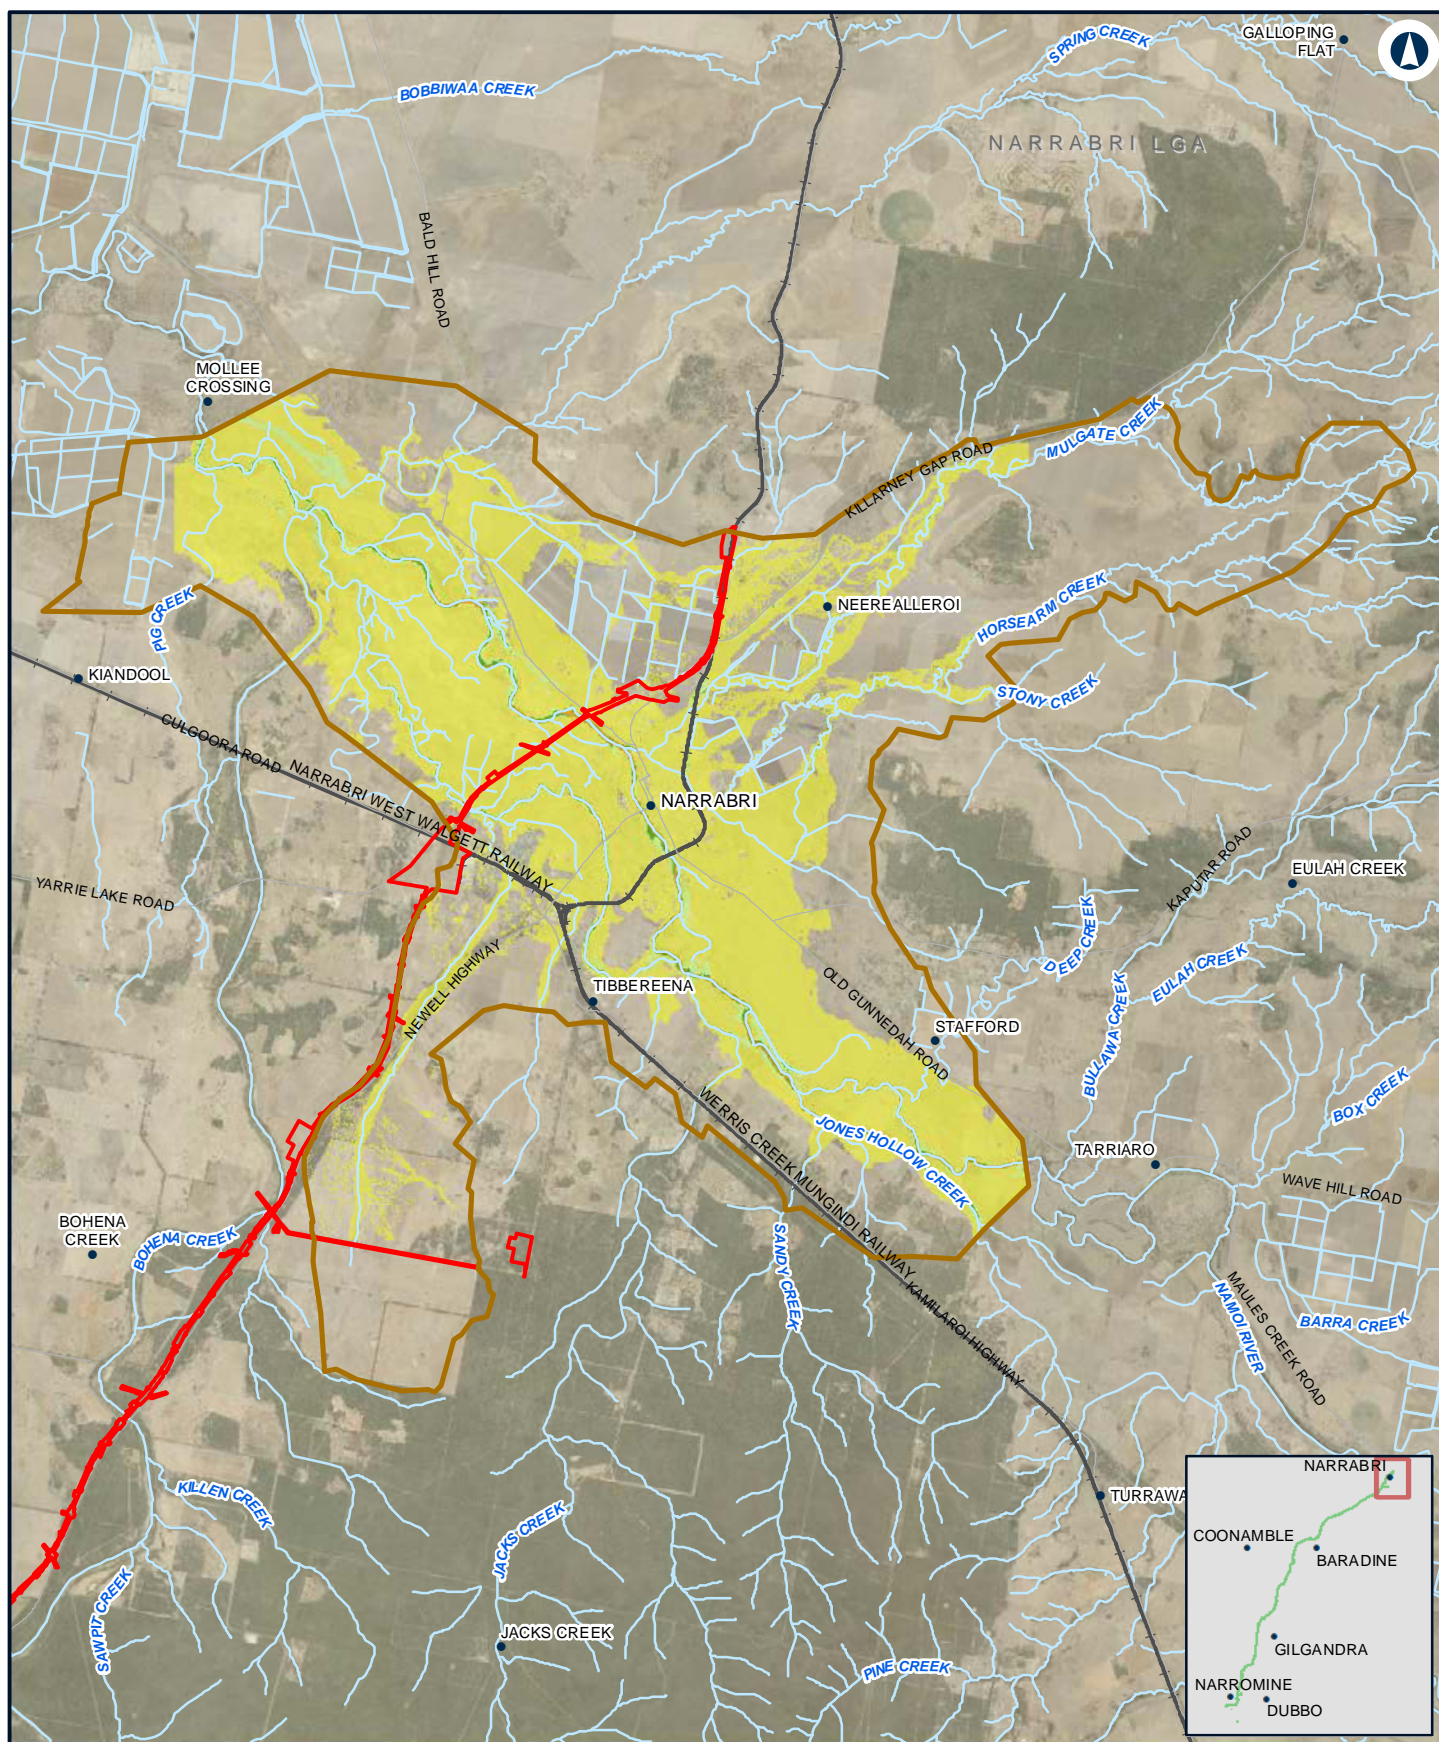 GALLOPING
FLAT
SPRING CREEK
BOBBIWAA CREEK
NARRABRI LGA
BALD HILL ROAD
MOLLEE
CROSSING
MULGATE CREEK
KILLARNEY GAP ROAD
HORSEARM CREEK
PIG CREEK
NEEREALLEROI
KIANDOOL
STONY CREEK
CULGOORA ROAD
NARRABRI WEST WALGETT RAILWAY
NARRABRI
KAPUTAR ROAD
EULAH CREEK
YARRIE LAKE ROAD
DEEP CREEK
EULAH CREEK
NEWELL HIGHWAY
TIBBEREENA
OLD GUNNEDAH ROAD
STAFFORD
BULLAWA CREEK
BOX CREEK
WERRIS CREEK MUNGINDI RAILWAY
JONES HOLLOW CREEK
TARRIARO
WAVE HILL ROAD
BOHENA
CREEK
BOHENA CREEK
SANDY CREEK
KAMILAROI HIGHWAY
NAMOI RIVER
MAULES CREEK ROAD
BARRA CREEK
KILLEN CREEK
JACKS CREEK
TURRAWA
SAWPIT CREEK
JACKS CREEK
PINE CREEK
NARRABRI
COONAMBLE
BARADINE
GILGANDRA
NARROMINE
DUBBO